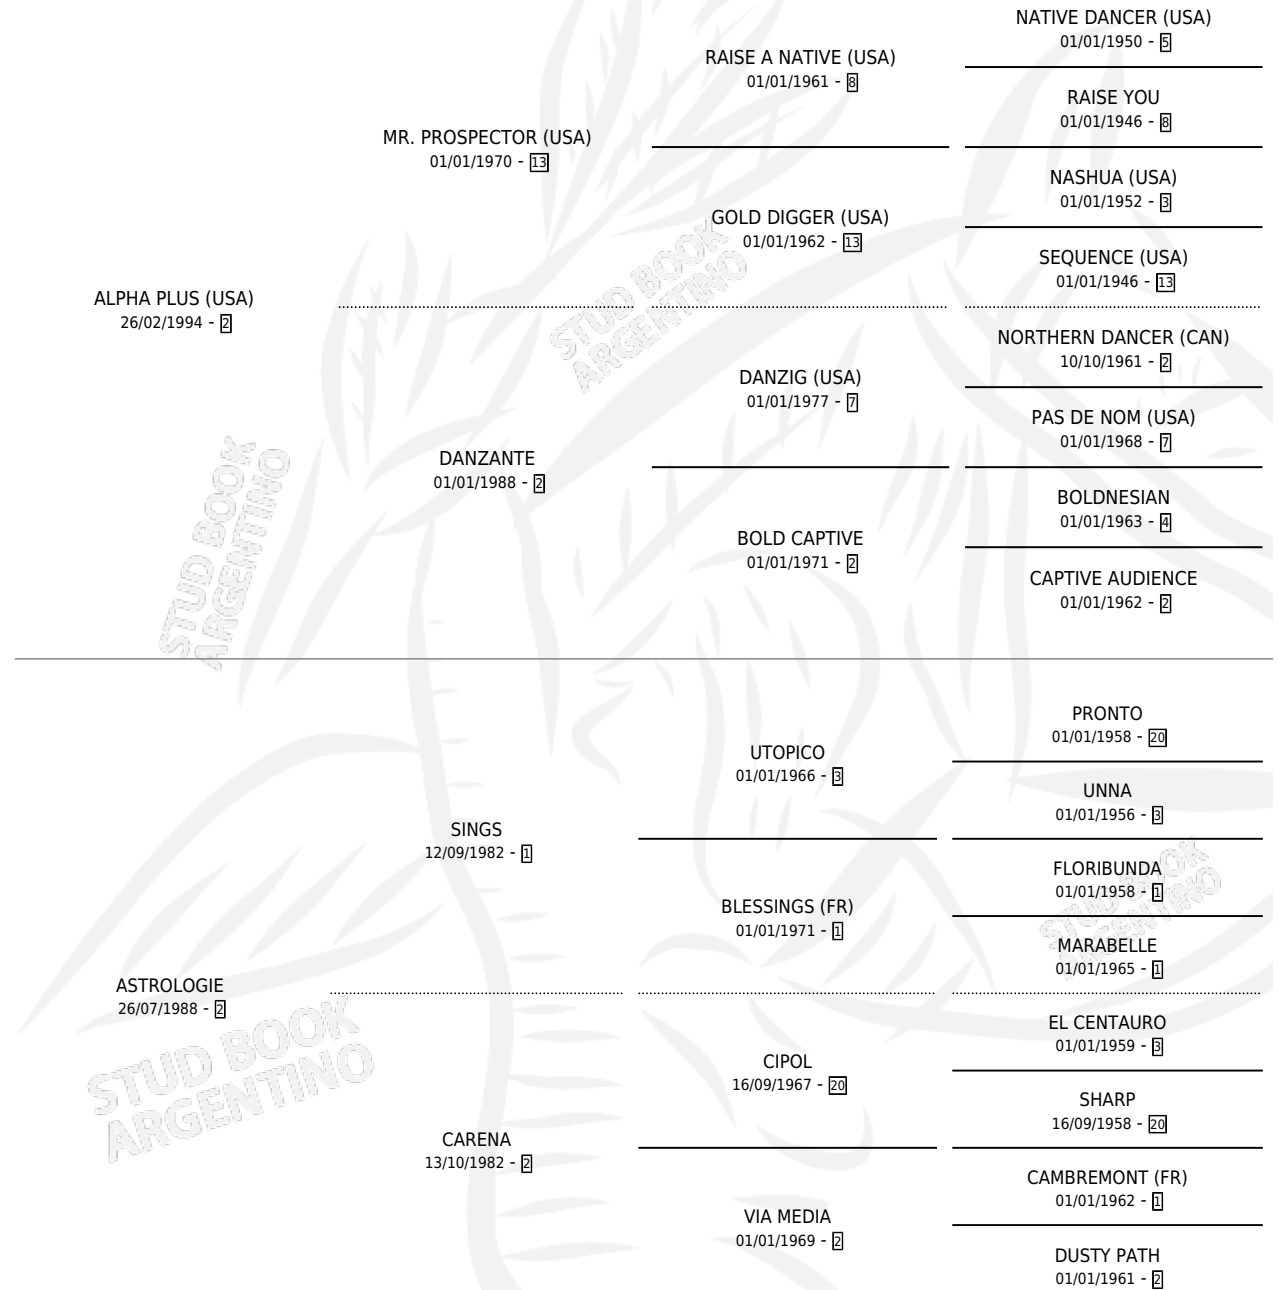 NATIVE DANCER (USA)
01/01/1950 - 5
RAISE A NATIVE (USA)
01/01/1961 - 8
RAISE YOU
01/01/1946 - 8
MR. PROSPECTOR (USA)
01/01/1970 - 13
NASHUA (USA)
01/01/1952 - 3
GOLD DIGGER (USA)
01/01/1962 - 13
SEQUENCE (USA)
01/01/1946 - 13
ALPHA PLUS (USA)
26/02/1994 - 2
STUD BOOK
ARGENTINO
NORTHERN DANCER (CAN)
10/10/1961 - 2
DANZIG (USA)
01/01/1977 - 7
PAS DE NOM (USA)
01/01/1968 - 7
DANZANTE
01/01/1988 - 2
BOLDNESIAN
01/01/1963 - 4
BOLD CAPTIVE
01/01/1971 - 2
CAPTIVE AUDIENCE
01/01/1962 - 2
STUD BOOK
ARGENTINO
PRONTO
01/01/1958 - 20
UTOPICO
01/01/1966 - 3
UNNA
01/01/1956 - 3
SINGS
12/09/1982 - 1
FLORIBUNDA
01/01/1958 - 1
BLESSINGS (FR)
01/01/1971 - 1
MARABELLE
01/01/1965 - 1
STUD BOOK
ARGENTINO
ASTROLOGIE
26/07/1988 - 2
EL CENTAURO
01/01/1959 - 3
CIPOL
16/09/1967 - 20
SHARP
16/09/1958 - 20
STUD BOOK
ARGENTINO
CARENA
13/10/1982 - 2
CAMBREMONT (FR)
01/01/1962 - 1
VIA MEDIA
01/01/1969 - 2
DUSTY PATH
01/01/1961 - 2